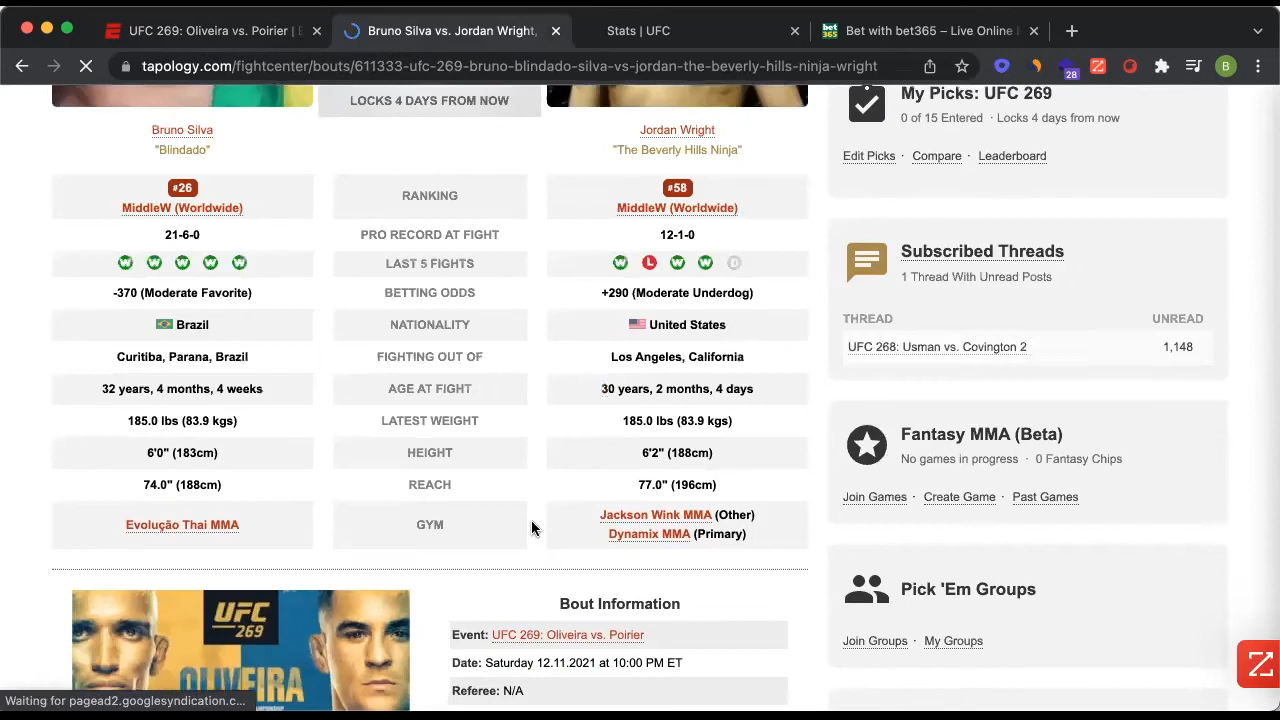 UFC 269: Oliveira vs. Poirier |
Bruno Silva vs. Jordan Wright,
Stats | UFC
bet365
Bet with bet365 – Live Online
tapology.com/fightcenter/bouts/611333-ufc-269-bruno-blindado-silva-vs-jordan-the-beverly-hills-ninja-wright
28
B
LOCKS 4 DAYS FROM NOW
Bruno Silva
"Blindado"
Jordan Wright
"The Beverly Hills Ninja"
#26
MiddleW (Worldwide)
RANKING
#58
MiddleW (Worldwide)
21-6-0 PRO RECORD AT FIGHT 12-1-0
W W W W W LAST 5 FIGHTS W L W W D
-370 (Moderate Favorite) BETTING ODDS +290 (Moderate Underdog)
Brazil NATIONALITY United States
Curitiba, Parana, Brazil FIGHTING OUT OF Los Angeles, California
32 years, 4 months, 4 weeks AGE AT FIGHT 30 years, 2 months, 4 days
185.0 lbs (83.9 kgs) LATEST WEIGHT 185.0 lbs (83.9 kgs)
6'0" (183cm) HEIGHT 6'2" (188cm)
74.0" (188cm) REACH 77.0" (196cm)
Evolução Thai MMA GYM Jackson Wink MMA (Other)
Dynamix MMA (Primary)
UFC
269
OLIVEIRA
Bout Information
Event: UFC 269: Oliveira vs. Poirier
Date: Saturday 12.11.2021 at 10:00 PM ET
Referee: N/A
My Picks: UFC 269
0 of 15 Entered · Locks 4 days from now
Edit Picks · Compare · Leaderboard
Subscribed Threads
1 Thread With Unread Posts
THREAD UNREAD
UFC 268: Usman vs. Covington 2 1,148
Fantasy MMA (Beta)
No games in progress · 0 Fantasy Chips
Join Games · Create Game · Past Games
Pick 'Em Groups
Join Groups · My Groups
Waiting for pagead2.googlesyndication.c...